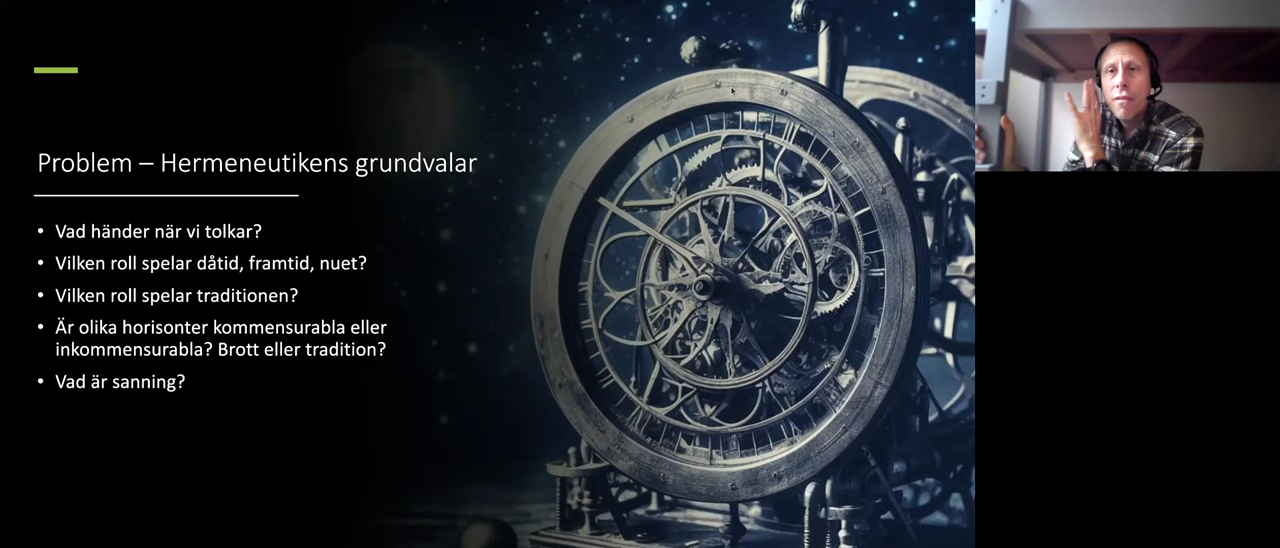 Problem – Hermeneutikens grundvalar
• Vad händer när vi tolkar?
• Vilken roll spelar dåtid, framtid, nuet?
• Vilken roll spelar traditionen?
• Är olika horisonter kommensurabla eller
inkommensurabla? Brott eller tradition?
• Vad är sanning?